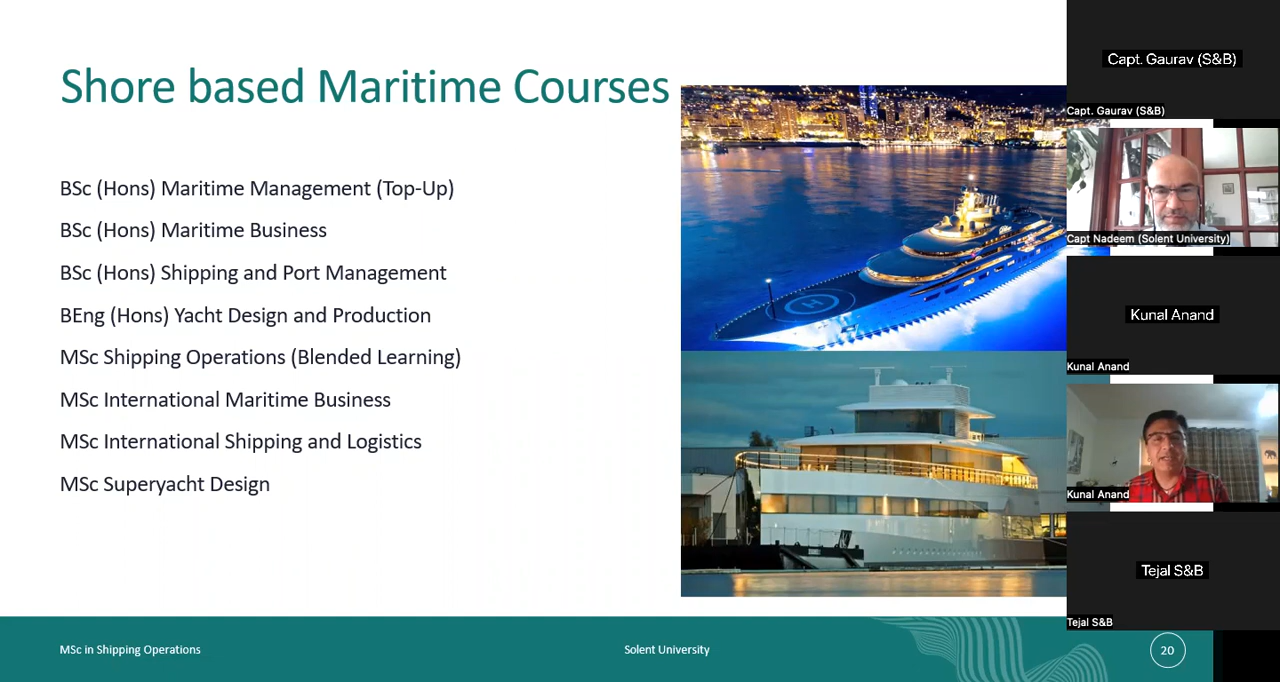 Shore based Maritime Courses
BSc (Hons) Maritime Management (Top-Up)
BSc (Hons) Maritime Business
BSc (Hons) Shipping and Port Management
BEng (Hons) Yacht Design and Production
MSc Shipping Operations (Blended Learning)
MSc International Maritime Business
MSc International Shipping and Logistics
MSc Superyacht Design
H
MSc in Shipping Operations
Solent University
20
Capt. Gaurav (S&B)
Capt. Gaurav (S&B)
Capt Nadeem (Solent University)
Kunal Anand
Kunal Anand
Kunal Anand
Tejal S&B
Tejal S&B